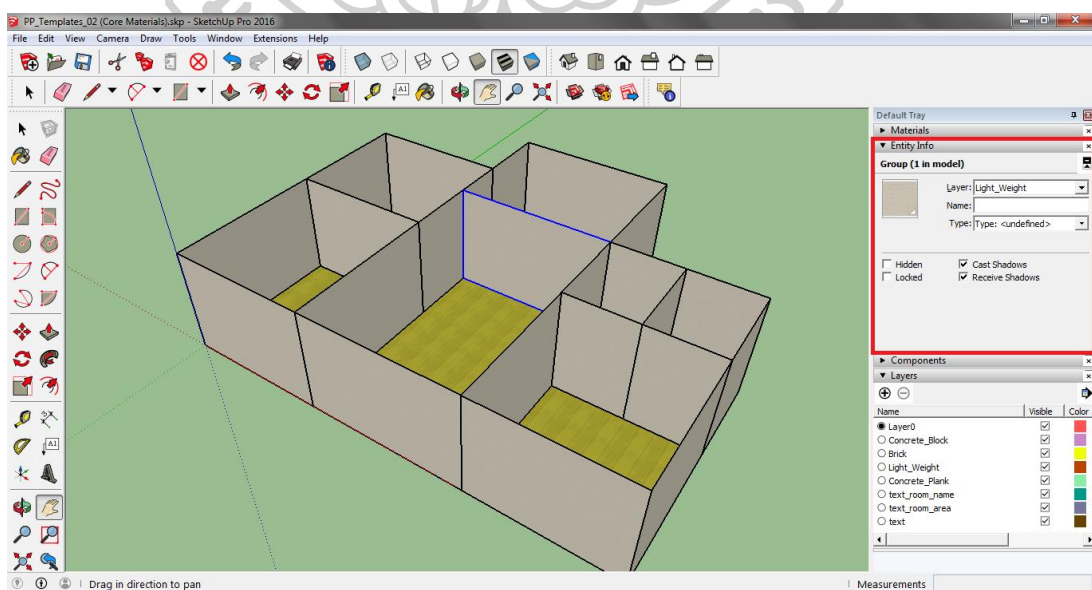 PP_Templates_02 (Core Materials).skp - SketchUp Pro 2016
File Edit View Camera Draw Tools Window Extensions Help
A1
Default Tray
Materials
Entity Info
Group (1 in model)
Layer: Light_Weight
Name:
Type: Type: <undefined>
Hidden Cast Shadows
Locked Receive Shadows
A1
Components
Layers
Name Visible Color
Layer0
Concrete_Block
Brick
Light_Weight
Concrete_Plank
text_room_name
text_room_area
text
Drag in direction to pan
Measurements